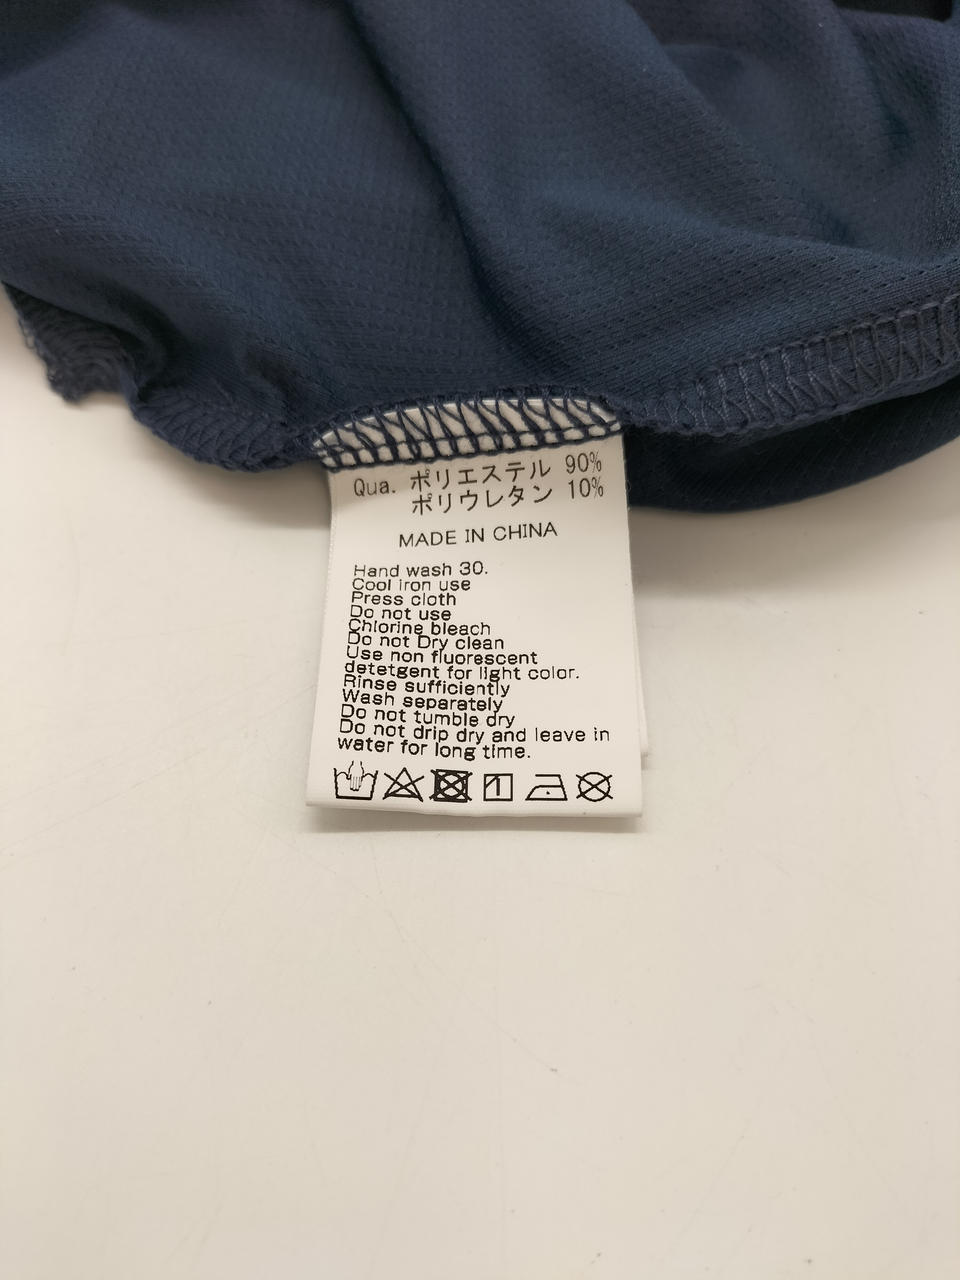 Qua. ポリエステル 90%
ポリウレタン 10%
MADE IN CHINA
Hand wash 30.
Cool iron use
Press cloth
Do not use
Chlorine bleach
Do not Dry clean
Use non fluorescent
detetgent for light color.
Rinse sufficiently
Wash separately
Do not tumble dry
Do not drip dry and leave in
water for long time.